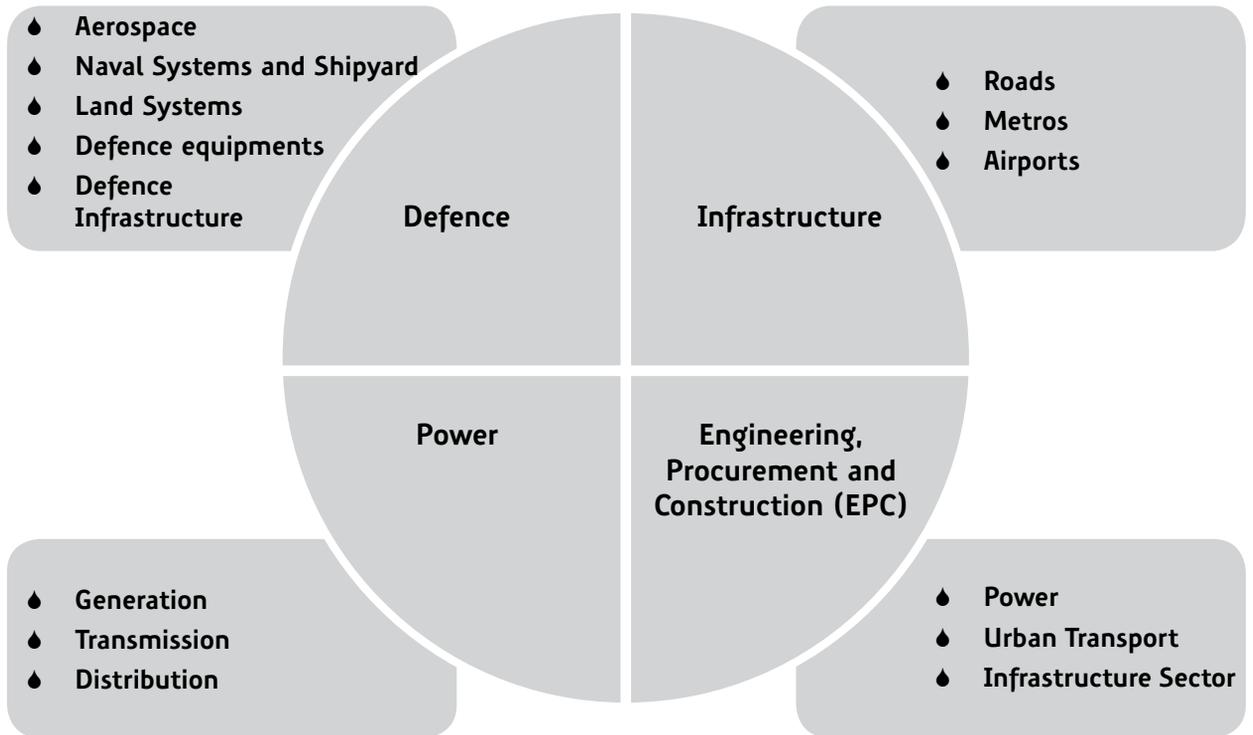 Aerospace
Naval Systems and Shipyard
Land Systems
Defence equipments
Defence
Infrastructure
Roads
Metros
Airports
Defence
Infrastructure
Power
Engineering,
Procurement and
Construction (EPC)
Generation
Transmission
Distribution
Power
Urban Transport
Infrastructure Sector